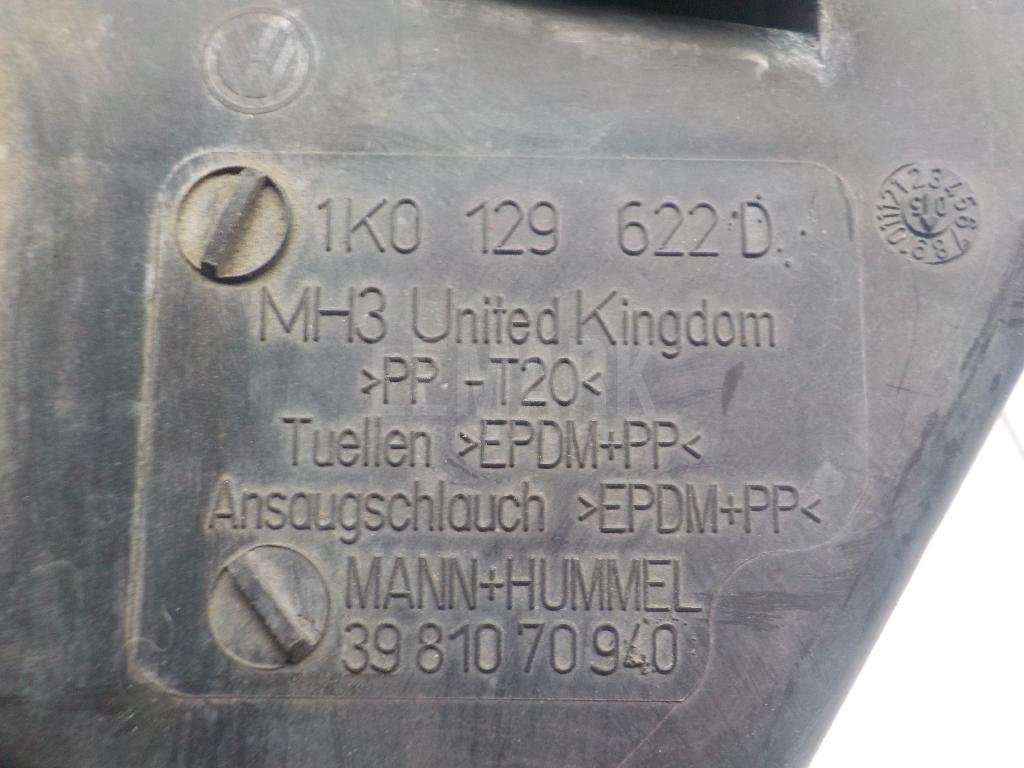 1K0 129 622 D
MH3 United Kingdom
>PP -T20<
Tuellen >EPDM+PP<
Ansaugschlauch >EPDM+PP<
MANN+HUMMEL
39 810 70 940